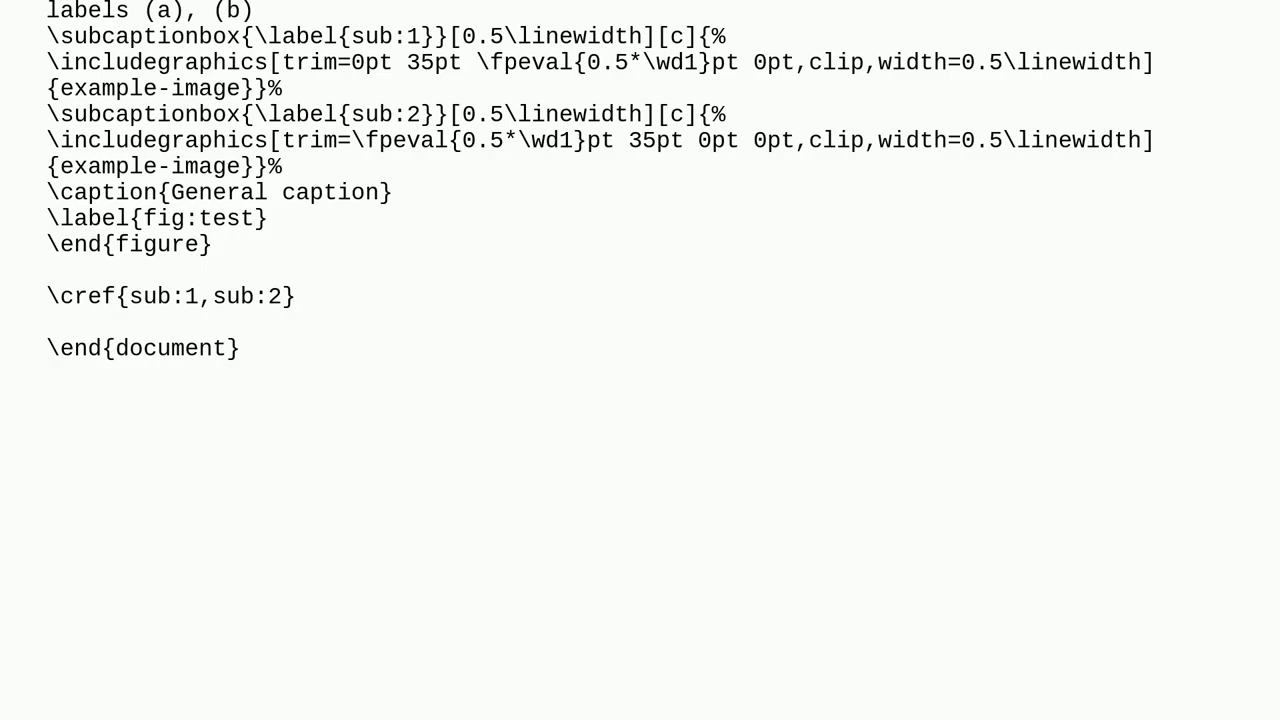 labels (a), (b)
\subcaptionbox{\label{sub:1}}[0.5\linewidth][c]{%
\includegraphics[trim=0pt 35pt \fpeval{0.5*\wd1}pt 0pt,clip,width=0.5\linewidth]
{example-image}}%
\subcaptionbox{\label{sub:2}}[0.5\linewidth][c]{%
\includegraphics[trim=\fpeval{0.5*\wd1}pt 35pt 0pt 0pt,clip,width=0.5\linewidth]
{example-image}}%
\caption{General caption}
\label{fig:test}
\end{figure}
\cref{sub:1,sub:2}
\end{document}